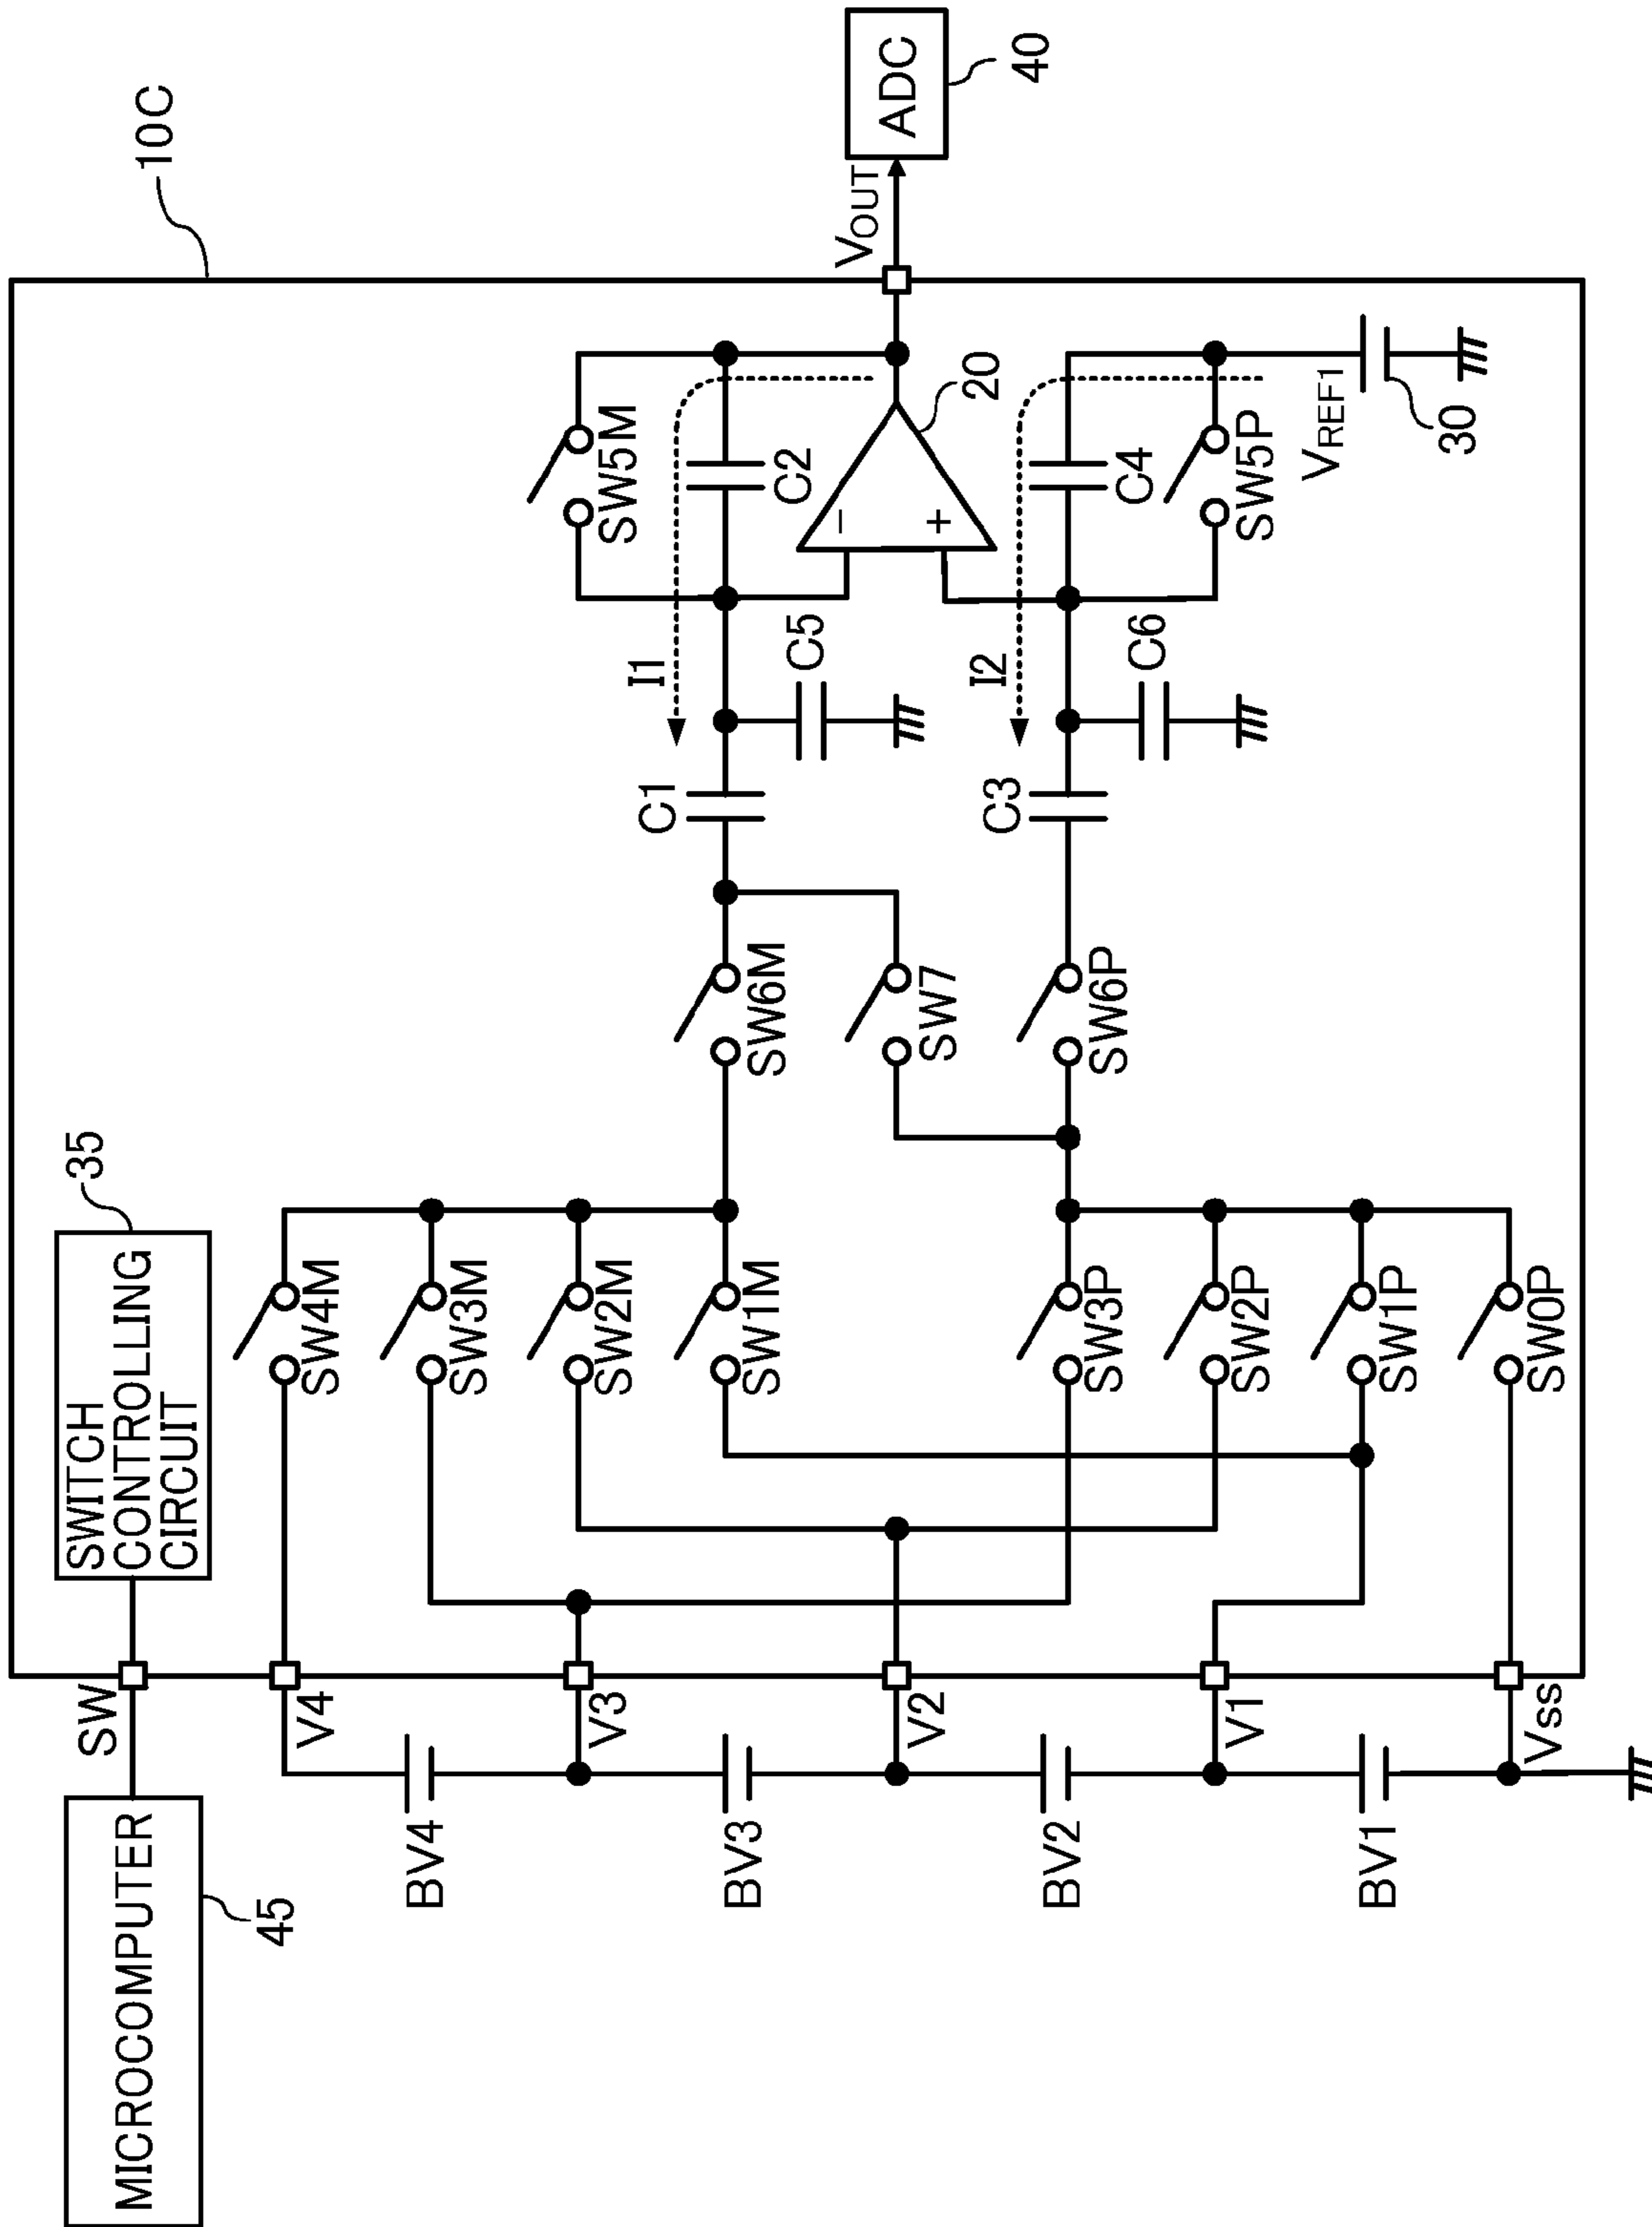 10C
MICROCOMPUTER
45
SW
SWITCH
CONTROLLING
CIRCUIT
35
V4
V3
V2
V1
VSS
BV4
BV3
BV2
BV1
SW4M
SW3M
SW2M
SW1M
SW3P
SW2P
SW1P
SW0P
SW6M
SW7
SW6P
C1
C3
C5
C6
I1
I2
SW5M
C2
−
+
20
C4
SW5P
VREF1
30
VOUT
ADC
40